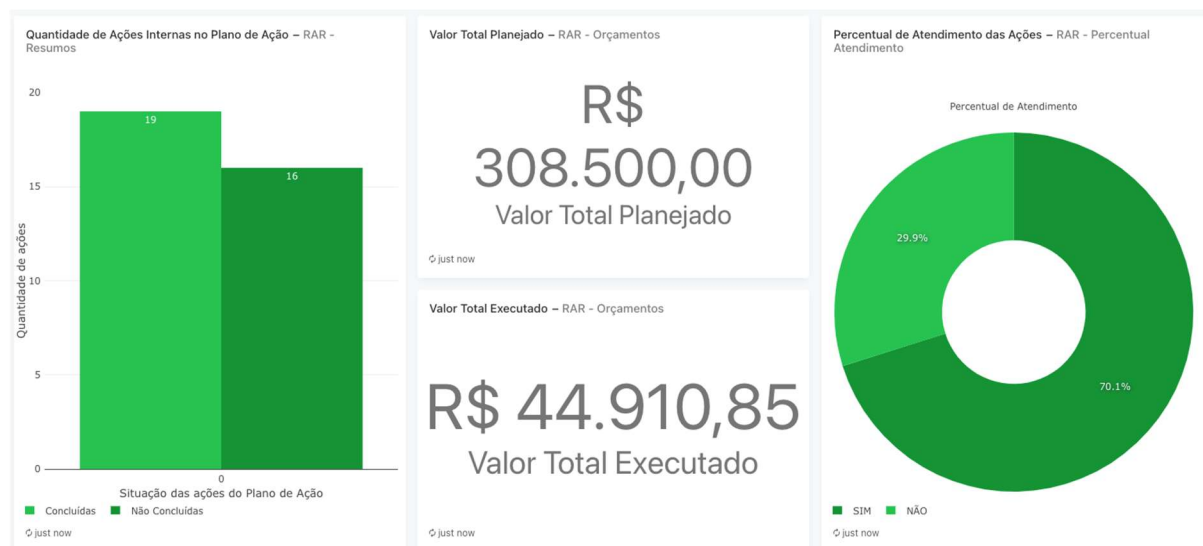 Quantidade de Ações Internas no Plano de Ação – RAR -
Resumos
20
15
10
5
0
Quantidade de ações
19
16
0
Situação das ações do Plano de Ação
Concluídas
Não Concluídas
just now
Valor Total Planejado – RAR - Orçamentos
R$
308.500,00
Valor Total Planejado
just now
Valor Total Executado – RAR - Orçamentos
R$ 44.910,85
Valor Total Executado
just now
Percentual de Atendimento das Ações – RAR - Percentual
Atendimento
Percentual de Atendimento
29.9%
70.1%
SIM
NÃO
just now